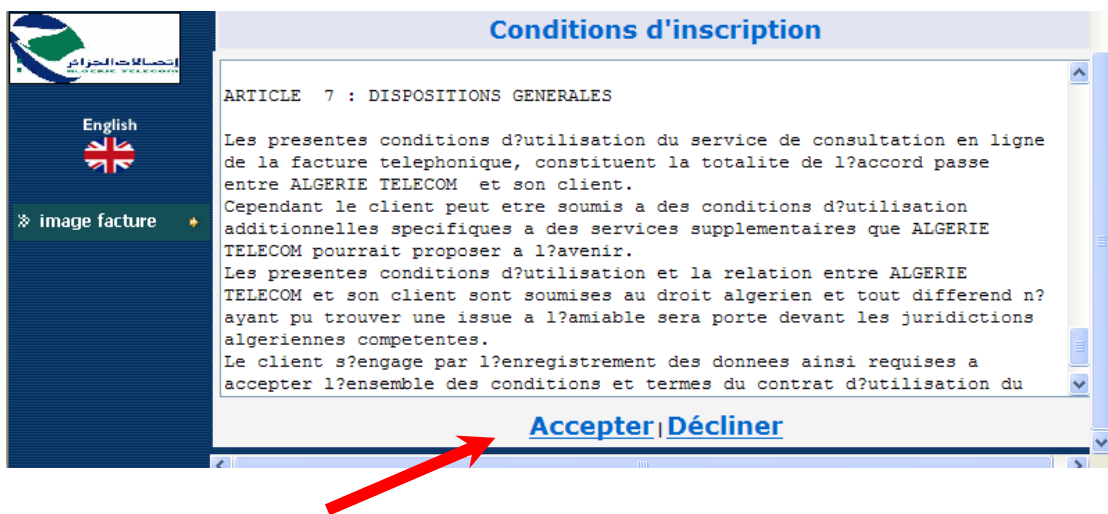 Conditions d'inscription
إتصالات الجزائر
ALGERIE TELECOM
English
» image facture
ARTICLE 7 : DISPOSITIONS GENERALES
Les presentes conditions d?utilisation du service de consultation en ligne
de la facture telephonique, constituent la totalite de l?accord passe
entre ALGERIE TELECOM et son client.
Cependant le client peut etre soumis a des conditions d?utilisation
additionnelles specifiques a des services supplementaires que ALGERIE
TELECOM pourrait proposer a l?avenir.
Les presentes conditions d?utilisation et la relation entre ALGERIE
TELECOM et son client sont soumises au droit algerien et tout differend n?
ayant pu trouver une issue a l?amiable sera porte devant les juridictions
algeriennes competentes.
Le client s?engage par l?enregistrement des donnees ainsi requises a
accepter l?ensemble des conditions et termes du contrat d?utilisation du
Accepter | Décliner